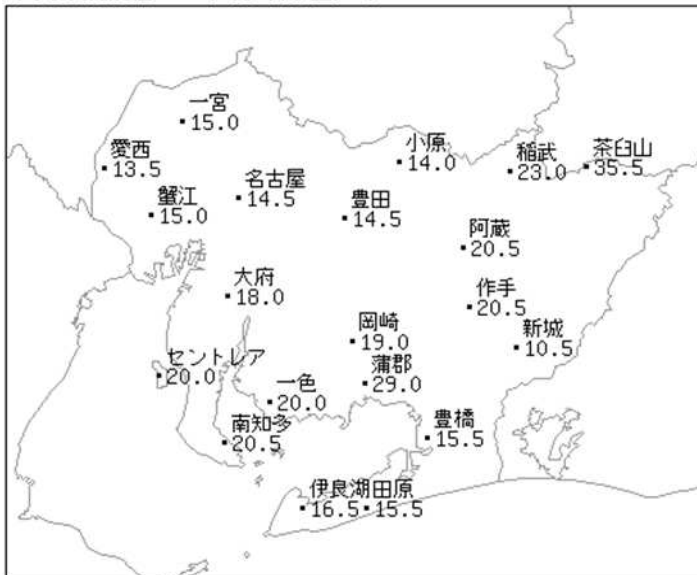 一宮
15.0
愛西
13.5
小原
14.0
稲武
23.0
茶臼山
35.5
名古屋
14.5
蟹江
15.0
豊田
14.5
阿蔵
20.5
大府
18.0
作手
20.5
岡崎
19.0
新城
10.5
セントレア
20.0
蒲郡
29.0
一色
20.0
南知多
20.5
豊橋
15.5
伊良湖
16.5
田原
15.5